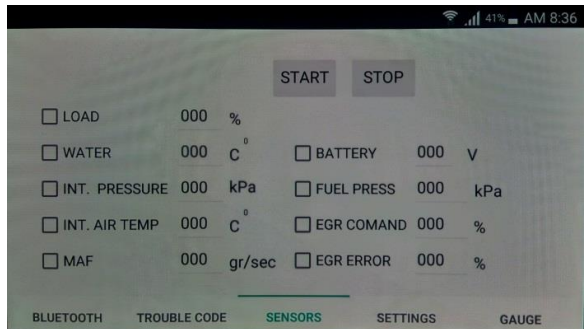 41% AM 8:36
START STOP
LOAD 000 %
WATER 000 C° BATTERY 000 V
INT. PRESSURE 000 kPa FUEL PRESS 000 kPa
INT. AIR TEMP 000 C° EGR COMAND 000 %
MAF 000 gr/sec EGR ERROR 000 %
BLUETOOTH TROUBLE CODE SENSORS SETTINGS GAUGE